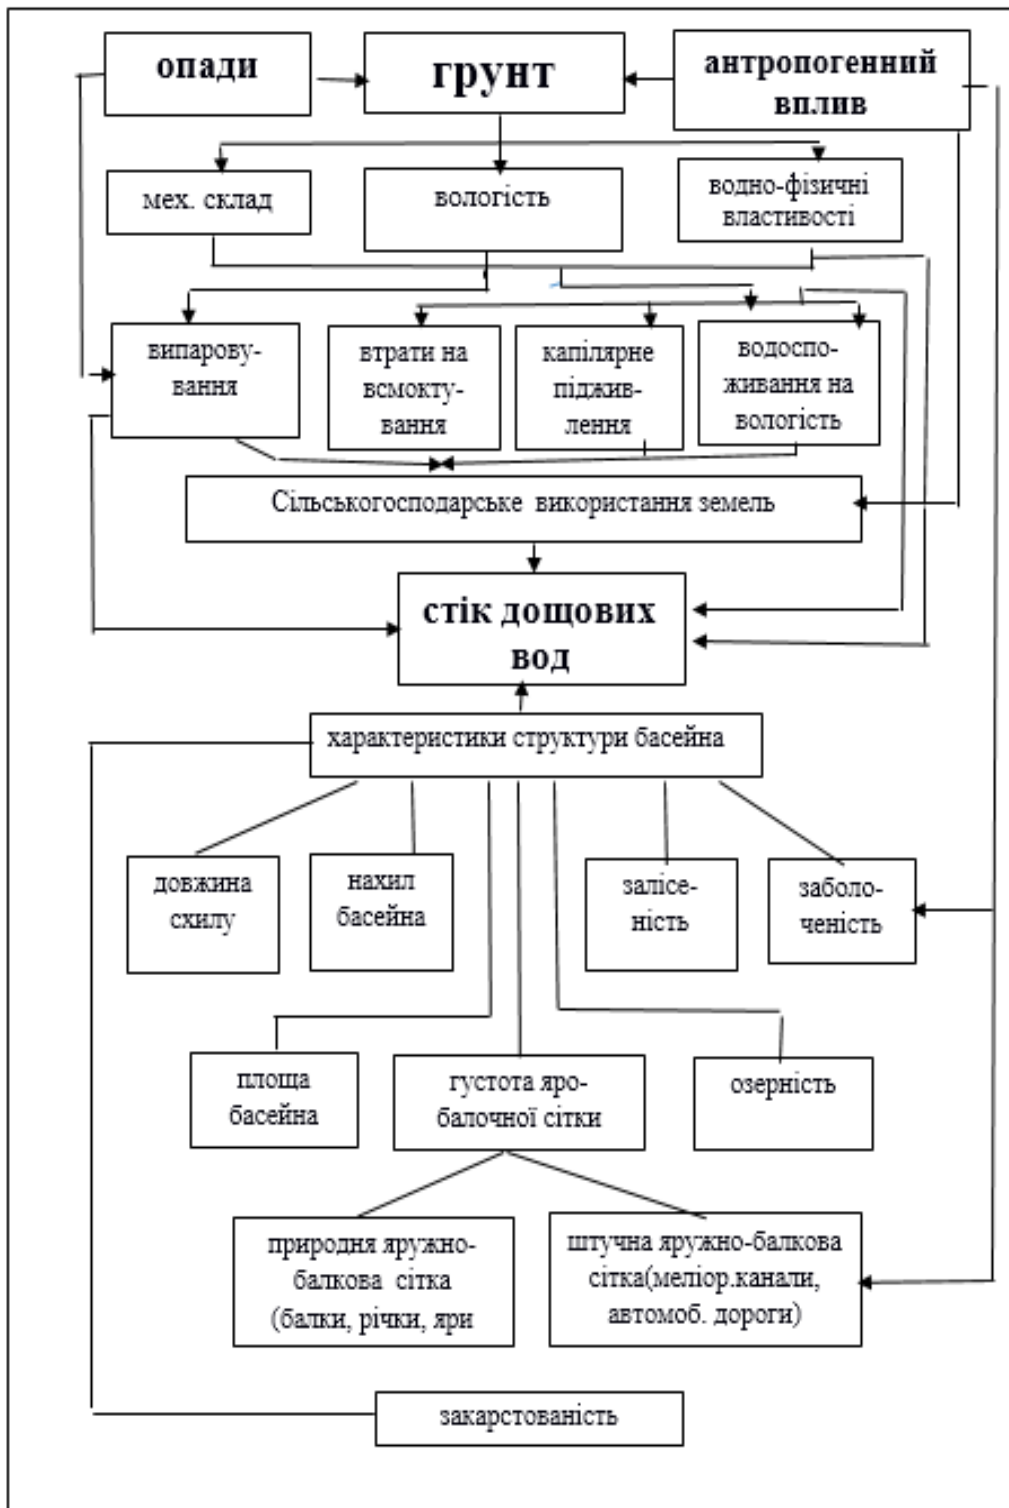 опади
грунт
антропогенний
вплив
мех. склад
вологість
водно-фізичні
властивості
випарову-
вання
втрати на
всмокту-
вання
капілярне
піджив-
лення
водоспо-
живання на
вологість
Сільськогосподарське використання земель
стік дощових
вод
характеристики структури басейна
довжина
схилу
нахил
басейна
залісе-
ність
заболо-
ченість
площа
басейна
густота яро-
балочної сітки
озерність
природня яружно-
балкова сітка
(балки, річки, яри
штучна яружно-балкова
сітка(меліор.канали,
автомоб. дороги)
закарстованість